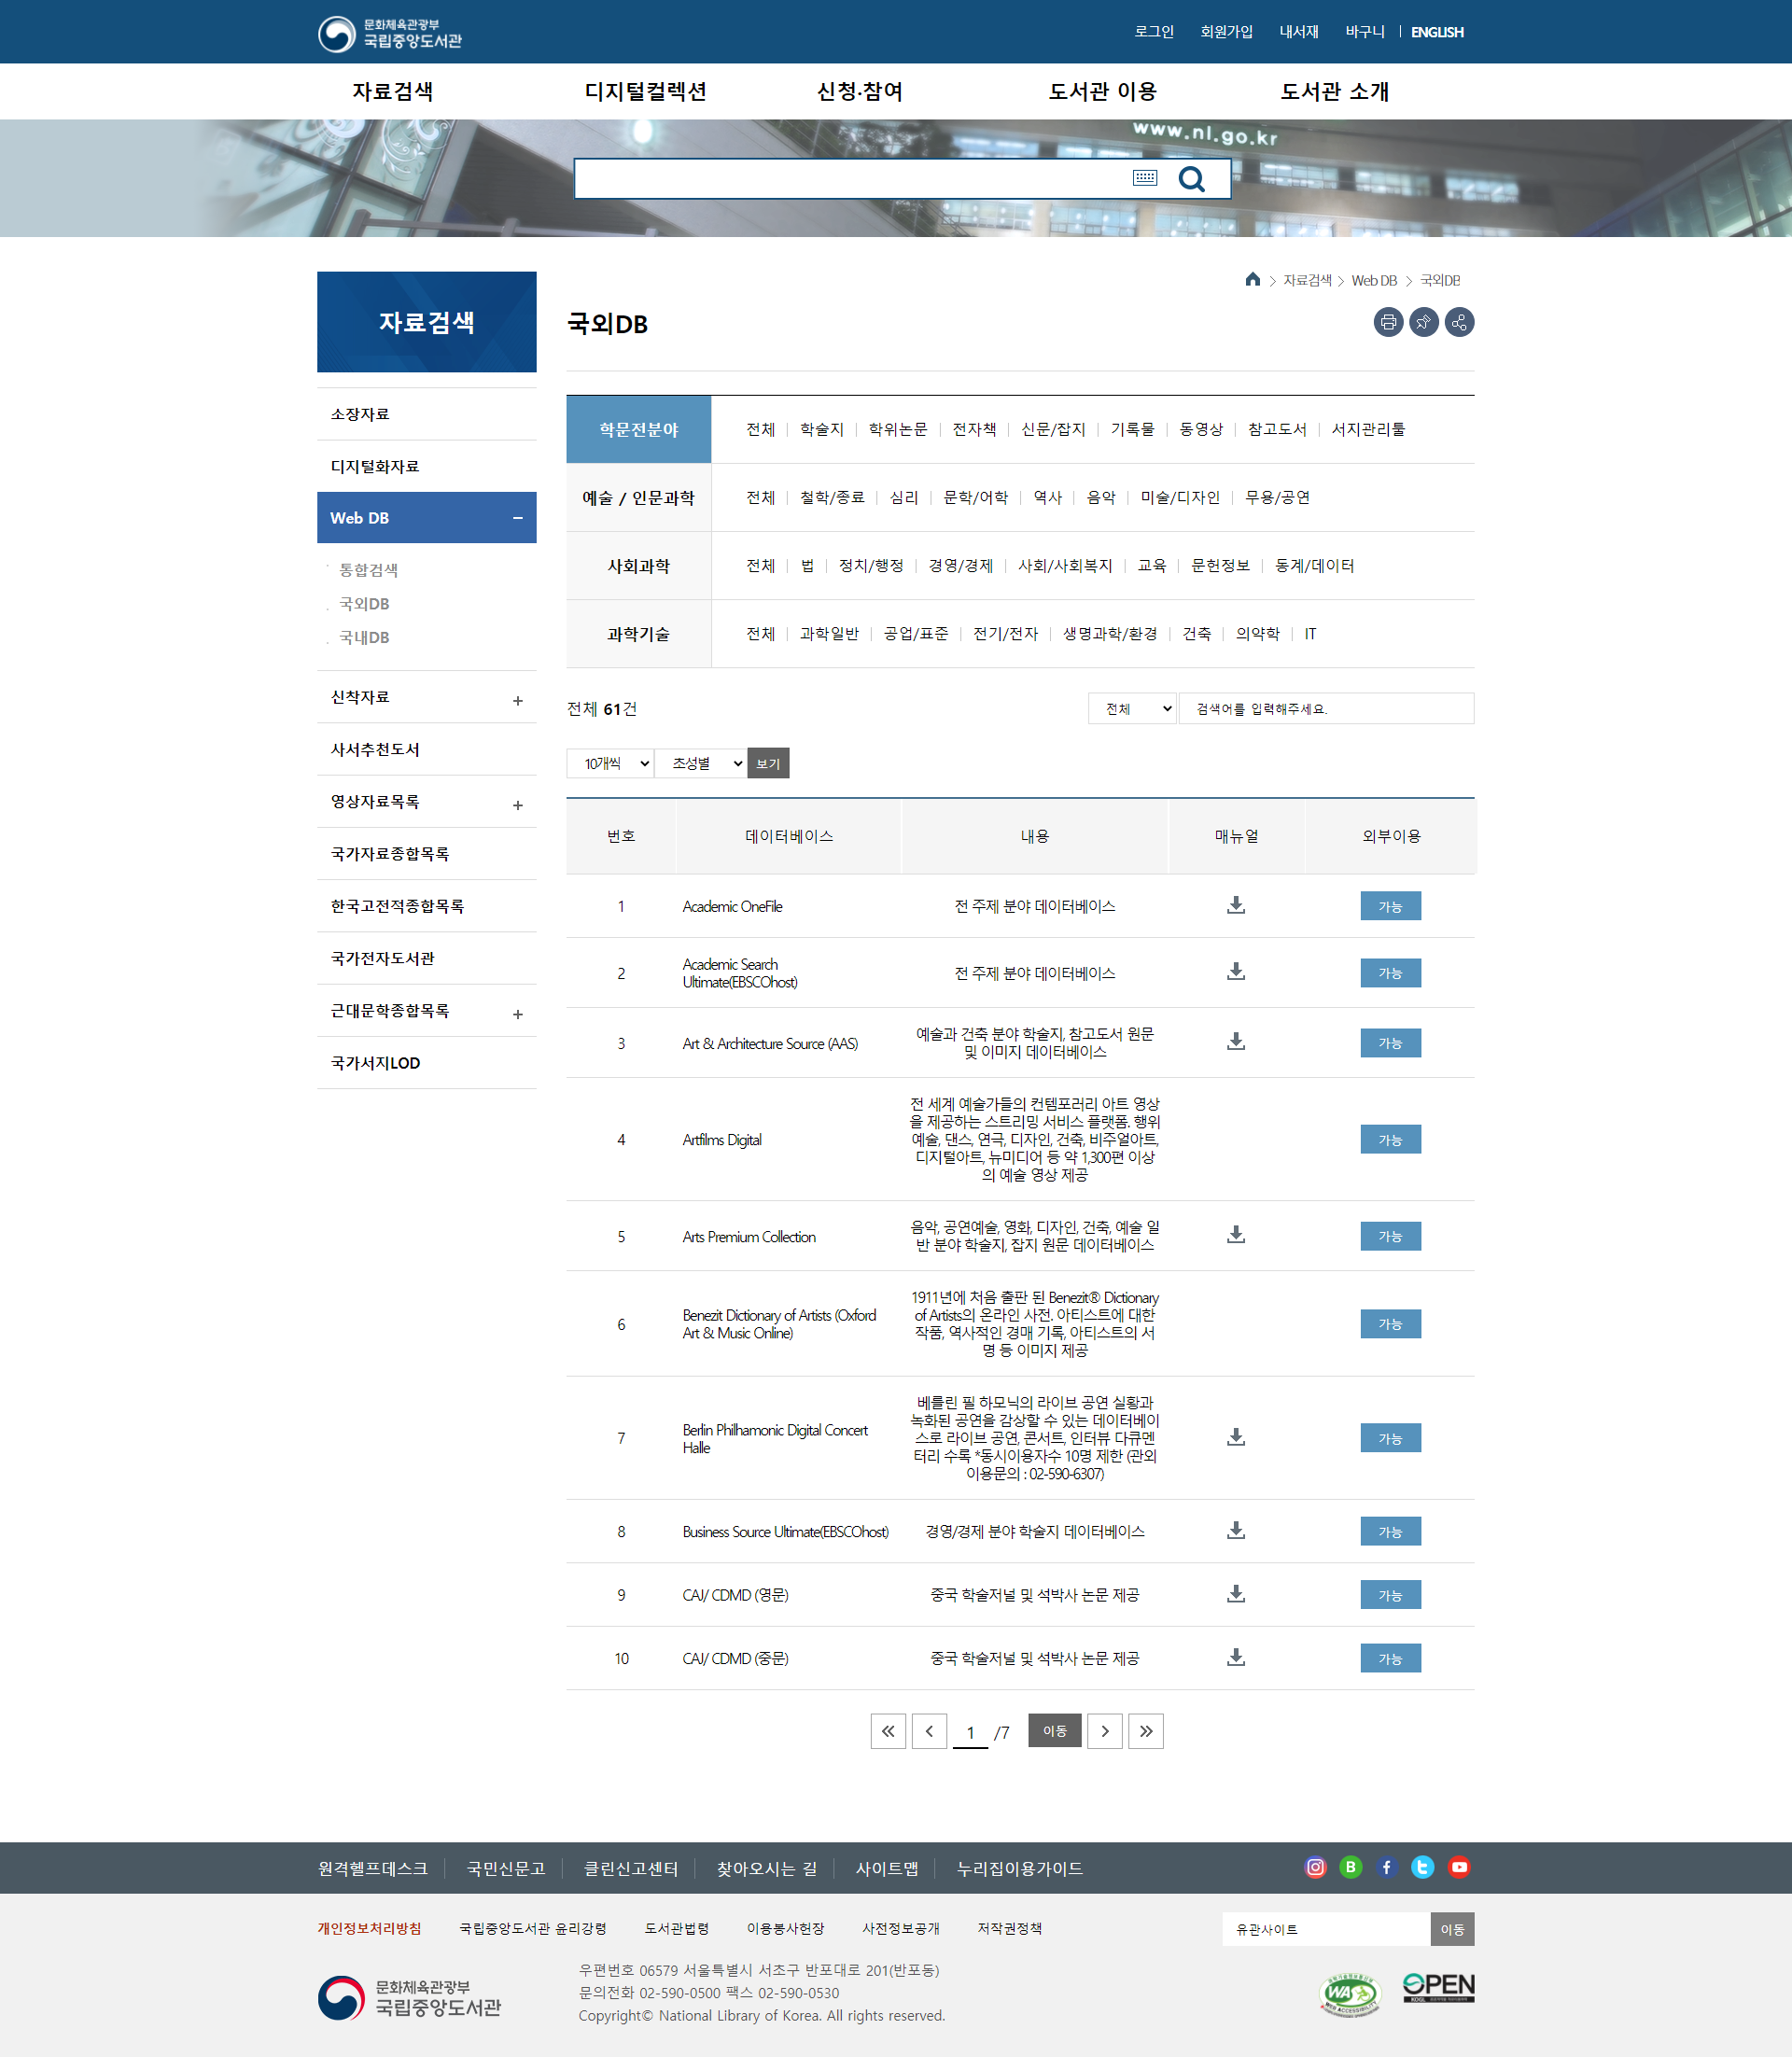 문화체육관광부
국립중앙도서관
로그인 회원가입 내서재 바구니 ENGLISH
자료검색 디지털컬렉션 신청·참여 도서관 이용 도서관 소개
www.nl.go.kr
자료검색 Web DB 국외DB
자료검색
국외DB
소장자료
디지털화자료
Web DB
통합검색
국외DB
국내DB
신착자료
사서추천도서
영상자료목록
국가자료종합목록
한국고전적종합목록
국가전자도서관
근대문학종합목록
국가서지LOD
학문전분야 전체 학술지 학위논문 전자책 신문/잡지 기록물 동영상 참고도서 서지관리툴
예술 / 인문과학 전체 철학/종료 심리 문학/어학 역사 음악 미술/디자인 무용/공연
사회과학 전체 법 정치/행정 경영/경제 사회/사회복지 교육 문헌정보 통계/데이터
과학기술 전체 과학일반 공업/표준 전기/전자 생명과학/환경 건축 의약학 IT
전체 61건
전체 검색어를 입력해주세요.
10개씩 초성별 보기
번호 데이터베이스 내용 매뉴얼 외부이용
1 Academic OneFile 전 주제 분야 데이터베이스 가능
2 Academic Search
Ultimate(EBSCOhost) 전 주제 분야 데이터베이스 가능
3 Art & Architecture Source (AAS) 예술과 건축 분야 학술지, 참고도서 원문
및 이미지 데이터베이스 가능
4 Artfilms Digital 전 세계 예술가들의 컨템포러리 아트 영상
을 제공하는 스트리밍 서비스 플랫폼. 행위
예술, 댄스, 연극, 디자인, 건축, 비주얼아트,
디지털아트, 뉴미디어 등 약 1,300편 이상
의 예술 영상 제공 가능
5 Arts Premium Collection 음악, 공연예술, 영화, 디자인, 건축, 예술 일
반 분야 학술지, 잡지 원문 데이터베이스 가능
6 Benezit Dictionary of Artists (Oxford
Art & Music Online) 1911년에 처음 출판 된 Benezit® Dictionary
of Artists의 온라인 사전. 아티스트에 대한
작품, 역사적인 경매 기록, 아티스트의 서
명 등 이미지 제공 가능
7 Berlin Philhamonic Digital Concert
Halle 베를린 필 하모닉의 라이브 공연 실황과
녹화된 공연을 감상할 수 있는 데이터베이
스로 라이브 공연, 콘서트, 인터뷰 다큐멘
터리 수록 *동시이용자수 10명 제한 (관외
이용문의 : 02-590-6307) 가능
8 Business Source Ultimate(EBSCOhost) 경영/경제 분야 학술지 데이터베이스 가능
9 CAJ/ CDMD (영문) 중국 학술저널 및 석박사 논문 제공 가능
10 CAJ/ CDMD (중문) 중국 학술저널 및 석박사 논문 제공 가능
1 /7 이동
원격헬프데스크 국민신문고 클린신고센터 찾아오시는 길 사이트맵 누리집이용가이드
개인정보처리방침 국립중앙도서관 윤리강령 도서관법령 이용봉사헌장 사전정보공개 저작권정책
유관사이트 이동
문화체육관광부
국립중앙도서관
우편번호 06579 서울특별시 서초구 반포대로 201(반포동)
문의전화 02-590-0500 팩스 02-590-0530
Copyright© National Library of Korea. All rights reserved.
WA
WEB ACCESSIBILITY
OPEN
KOGL